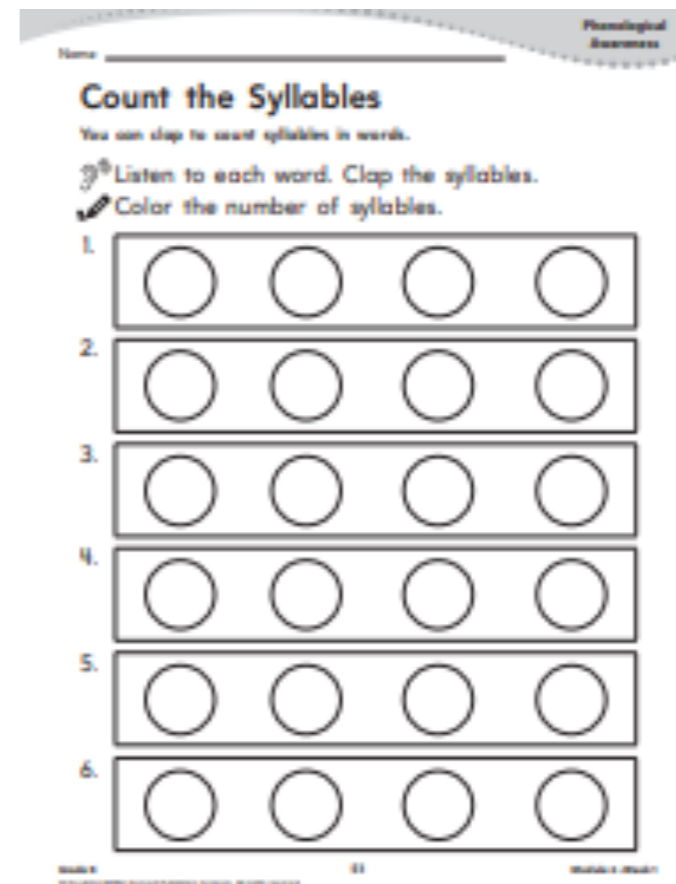 Phonological
Awareness
Name
Count the Syllables
You can clap to count syllables in words.
Listen to each word. Clap the syllables.
Color the number of syllables.
1.
2.
3.
4.
5.
6.